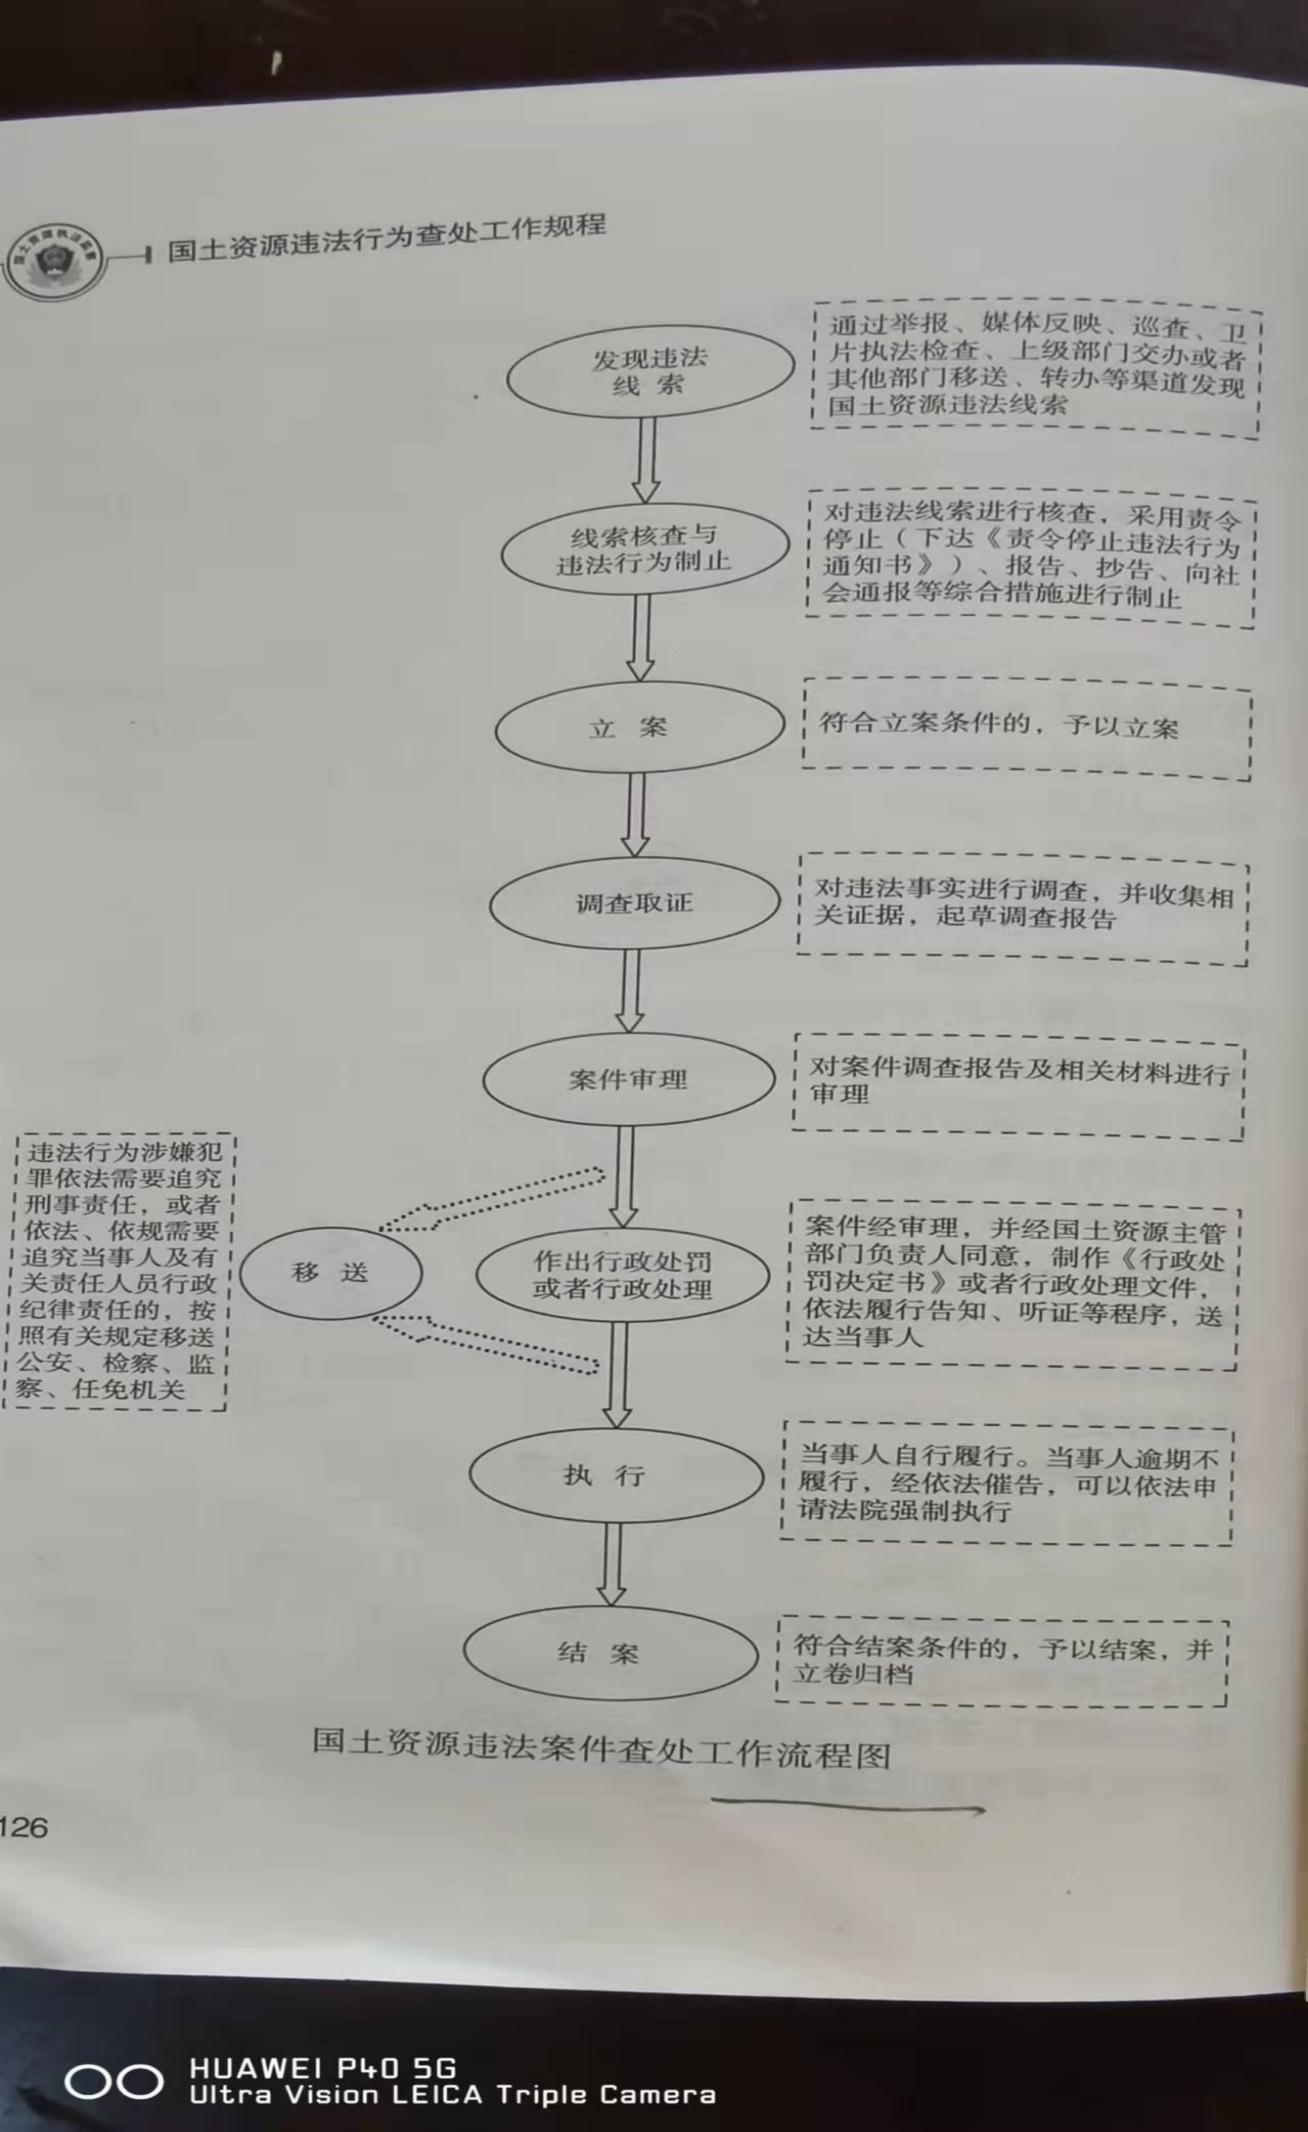 国土资源执法监察
国土资源违法行为查处工作规程
发现违法
线 索
通过举报、媒体反映、巡查、卫
片执法检查、上级部门交办或者
其他部门移送、转办等渠道发现
国土资源违法线索
线索核查与
违法行为制止
对违法线索进行核查，采用责令
停止（下达《责令停止违法行为
通知书》）、报告、抄告、向社
会通报等综合措施进行制止
立 案
符合立案条件的，予以立案
调查取证
对违法事实进行调查，并收集相
关证据，起草调查报告
案件审理
对案件调查报告及相关材料进行
审理
违法行为涉嫌犯
罪依法需要追究
刑事责任，或者
依法、依规需要
追究当事人及有
关责任人员行政
纪律责任的，按
照有关规定移送
公安、检察、监
察、任免机关
移 送
作出行政处罚
或者行政处理
案件经审理，并经国土资源主管
部门负责人同意，制作《行政处
罚决定书》或者行政处理文件，
依法履行告知、听证等程序，送
达当事人
执 行
当事人自行履行。当事人逾期不
履行，经依法催告，可以依法申
请法院强制执行
结 案
符合结案条件的，予以结案，并
立卷归档
国土资源违法案件查处工作流程图
126
HUAWEI P40 5G
Ultra Vision LEICA Triple Camera